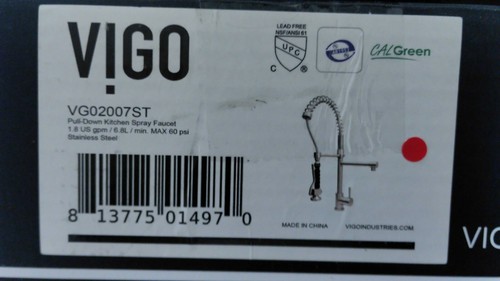 VIGO
LEAD FREE
NSF/ANSI 61
UPC
C ®
CALGreen
VG02007ST
Pull-Down Kitchen Spray Faucet
1.8 US gpm / 6.8L / min. MAX 60 psi
Stainless Steel
8 13775 01497 0
MADE IN CHINA
VIGOINDUSTRIES.COM
VIG